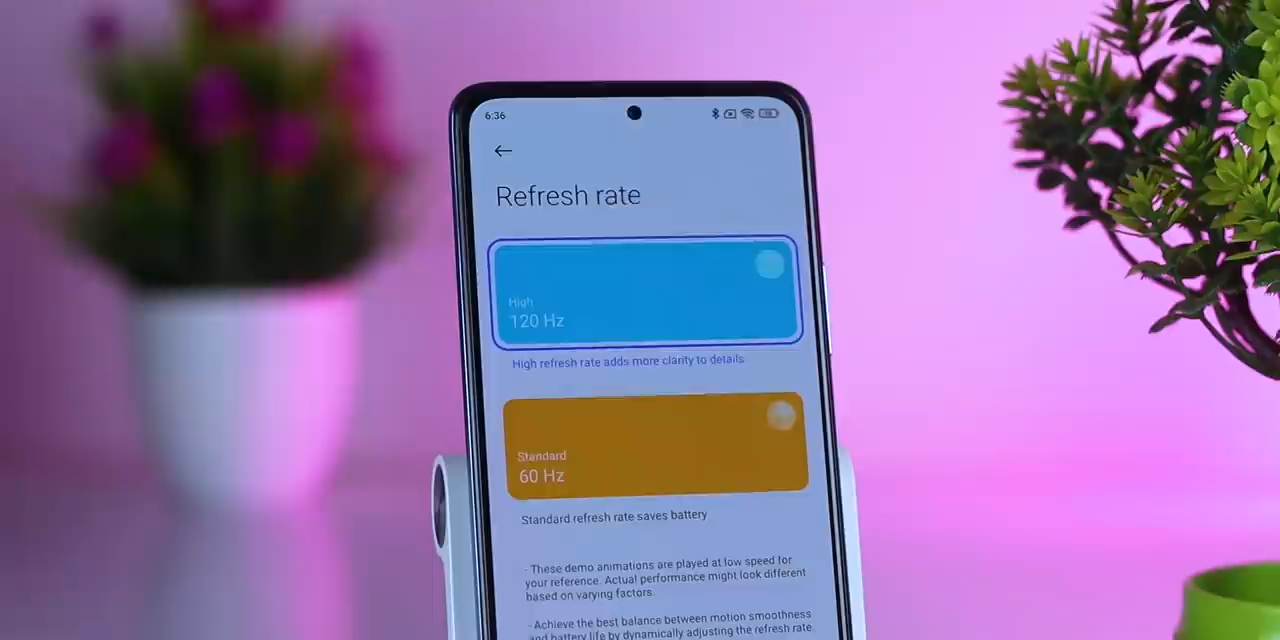 6:36
Refresh rate
High
120 Hz
High refresh rate adds more clarity to details
Standard
60 Hz
Standard refresh rate saves battery
- These demo animations are played at low speed for
your reference. Actual performance might look different
based on varying factors.
- Achieve the best balance between motion smoothness
and battery life by dynamically adjusting the refresh rate.